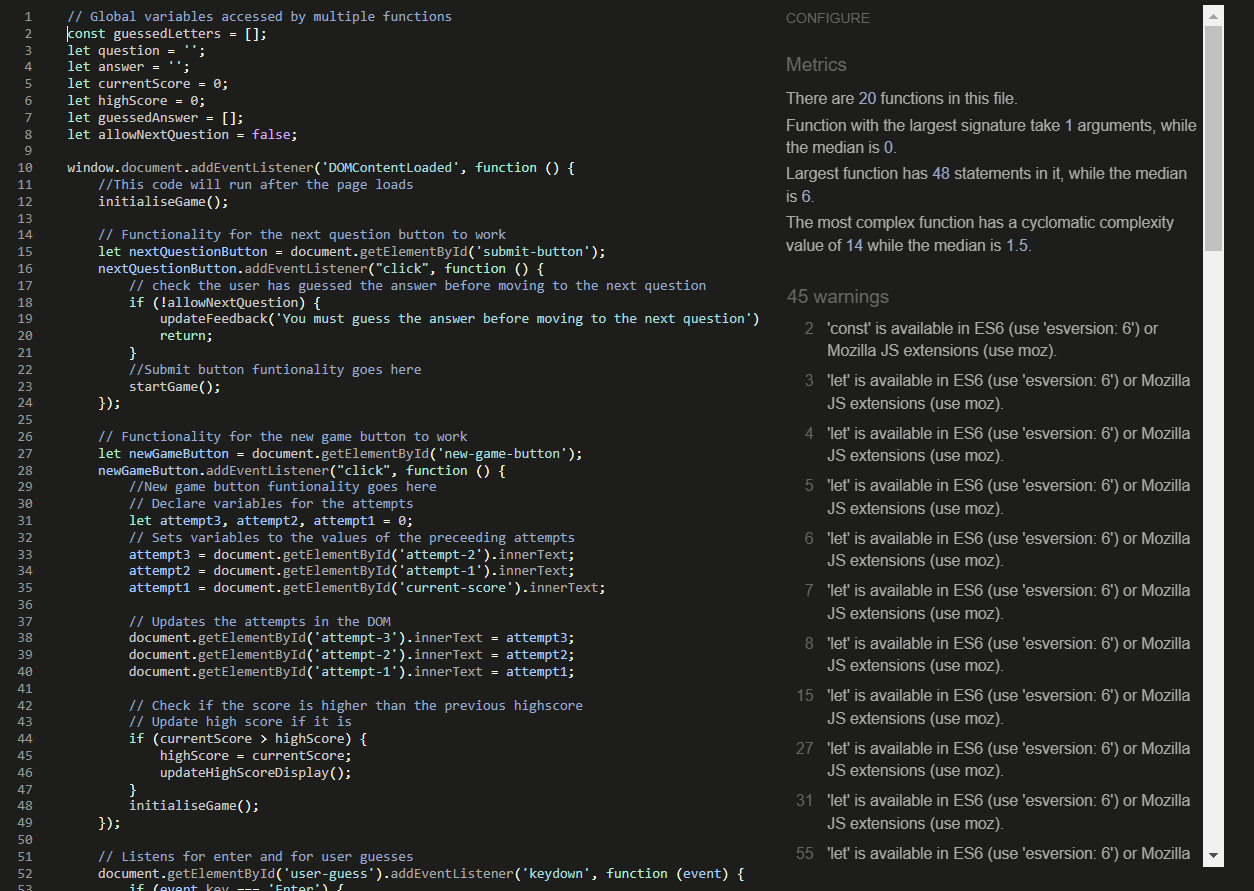 1 // Global variables accessed by multiple functions
2 const guessedLetters = [];
3 let question = '';
4 let answer = '';
5 let currentScore = 0;
6 let highScore = 0;
7 let guessedAnswer = [];
8 let allowNextQuestion = false;
9
10 window.document.addEventListener('DOMContentLoaded', function () {
11 //This code will run after the page loads
12 initialiseGame();
13
14 // Functionality for the next question button to work
15 let nextQuestionButton = document.getElementById('submit-button');
16 nextQuestionButton.addEventListener("click", function () {
17 // check the user has guessed the answer before moving to the next question
18 if (!allowNextQuestion) {
19 updateFeedback('You must guess the answer before moving to the next question')
20 return;
21 }
22 //Submit button funtionality goes here
23 startGame();
24 });
25
26 // Functionality for the new game button to work
27 let newGameButton = document.getElementById('new-game-button');
28 newGameButton.addEventListener("click", function () {
29 //New game button funtionality goes here
30 // Declare variables for the attempts
31 let attempt3, attempt2, attempt1 = 0;
32 // Sets variables to the values of the preceeding attempts
33 attempt3 = document.getElementById('attempt-2').innerText;
34 attempt2 = document.getElementById('attempt-1').innerText;
35 attempt1 = document.getElementById('current-score').innerText;
36
37 // Updates the attempts in the DOM
38 document.getElementById('attempt-3').innerText = attempt3;
39 document.getElementById('attempt-2').innerText = attempt2;
40 document.getElementById('attempt-1').innerText = attempt1;
41
42 // Check if the score is higher than the previous highscore
43 // Update high score if it is
44 if (currentScore > highScore) {
45 highScore = currentScore;
46 updateHighScoreDisplay();
47 }
48 initialiseGame();
49 });
50
51 // Listens for enter and for user guesses
52 document.getElementById('user-guess').addEventListener('keydown', function (event) {
53 if (event.key === 'Enter') {
CONFIGURE
Metrics
There are 20 functions in this file.
Function with the largest signature take 1 arguments, while
the median is 0.
Largest function has 48 statements in it, while the median
is 6.
The most complex function has a cyclomatic complexity
value of 14 while the median is 1.5.
45 warnings
2 'const' is available in ES6 (use 'esversion: 6') or
Mozilla JS extensions (use moz).
3 'let' is available in ES6 (use 'esversion: 6') or Mozilla
JS extensions (use moz).
4 'let' is available in ES6 (use 'esversion: 6') or Mozilla
JS extensions (use moz).
5 'let' is available in ES6 (use 'esversion: 6') or Mozilla
JS extensions (use moz).
6 'let' is available in ES6 (use 'esversion: 6') or Mozilla
JS extensions (use moz).
7 'let' is available in ES6 (use 'esversion: 6') or Mozilla
JS extensions (use moz).
8 'let' is available in ES6 (use 'esversion: 6') or Mozilla
JS extensions (use moz).
15 'let' is available in ES6 (use 'esversion: 6') or Mozilla
JS extensions (use moz).
27 'let' is available in ES6 (use 'esversion: 6') or Mozilla
JS extensions (use moz).
31 'let' is available in ES6 (use 'esversion: 6') or Mozilla
JS extensions (use moz).
55 'let' is available in ES6 (use 'esversion: 6') or Mozilla